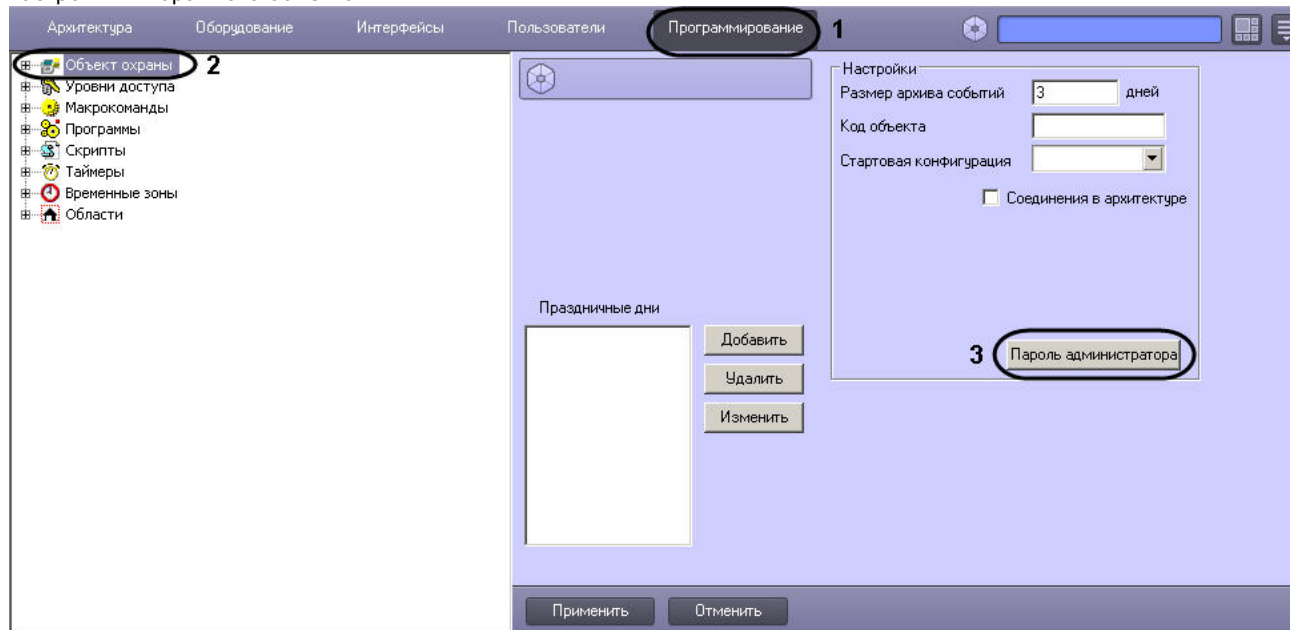 Архитектура Оборудование Интерфейсы Пользователи Программирование 1
Объект охраны 2
Уровни доступа
Макрокоманды
Программы
Скрипты
Таймеры
Временные зоны
Области
Настройки
Размер архива событий 3 дней
Код объекта
Стартовая конфигурация
Соединения в архитектуре
3 Пароль администратора
Праздничные дни
Добавить
Удалить
Изменить
Применить Отменить